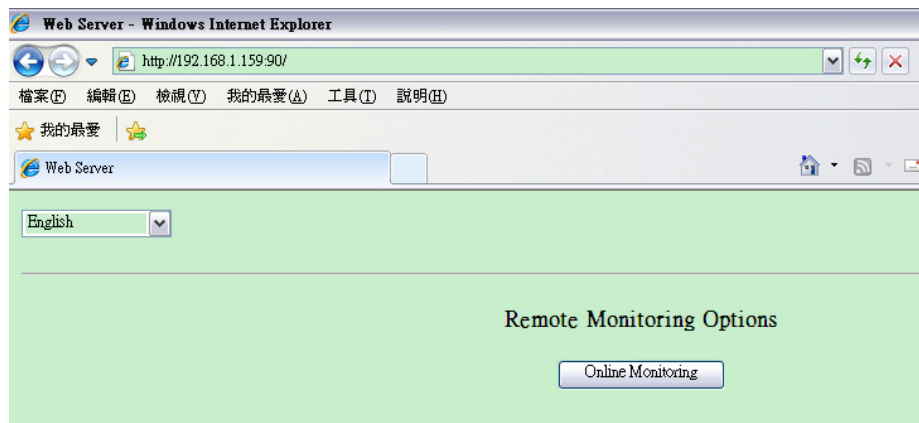 Web Server - Windows Internet Explorer
http://192.168.1.159:90/
檔案(F) 編輯(E) 檢視(V) 我的最愛(A) 工具(T) 說明(H)
我的最愛
Web Server
English
Remote Monitoring Options
Online Monitoring